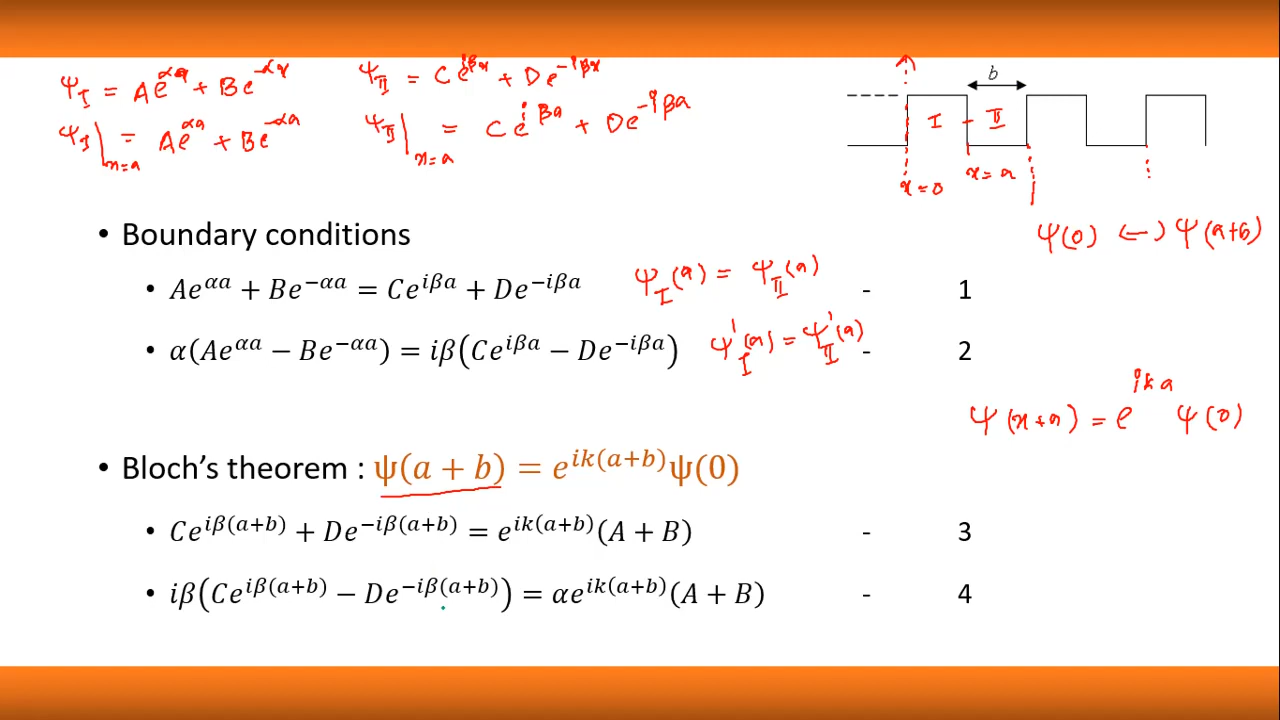 Ψ_I = Ae^{αx} + Be^{-αx}
Ψ_II = Ce^{iβx} + De^{-iβx}
Ψ_I|_{x=a} = Ae^{αa} + Be^{-αa}
Ψ_II|_{x=a} = Ce^{iβa} + De^{-iβa}
b
I - II
x=0
x=a
Ψ(0) ⟷ Ψ(a+b)
• Boundary conditions
• Ae^{αa} + Be^{-αa} = Ce^{iβa} + De^{-iβa} Ψ_I(a) = Ψ_II(a) - 1
• α(Ae^{αa} − Be^{-αa}) = iβ(Ce^{iβa} − De^{-iβa}) Ψ'_I(a) = Ψ'_II(a) - 2
Ψ(x+a) = e^{ika} Ψ(0)
• Bloch’s theorem : ψ(a + b) = e^{ik(a+b)}ψ(0)
• Ce^{iβ(a+b)} + De^{-iβ(a+b)} = e^{ik(a+b)}(A + B) - 3
• iβ(Ce^{iβ(a+b)} − De^{-iβ(a+b)}) = αe^{ik(a+b)}(A + B) - 4